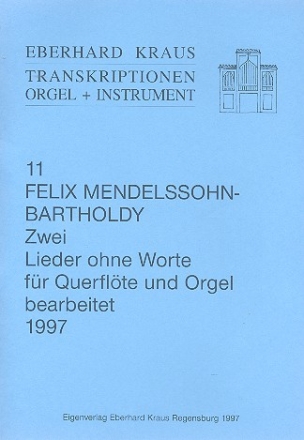 EBERHARD KRAUS
TRANSKRIPTIONEN
ORGEL + INSTRUMENT
11
FELIX MENDELSSOHN-
BARTHOLDY
Zwei
Lieder ohne Worte
für Querflöte und Orgel
bearbeitet
1997
Eigenverlag Eberhard Kraus Regensburg 1997